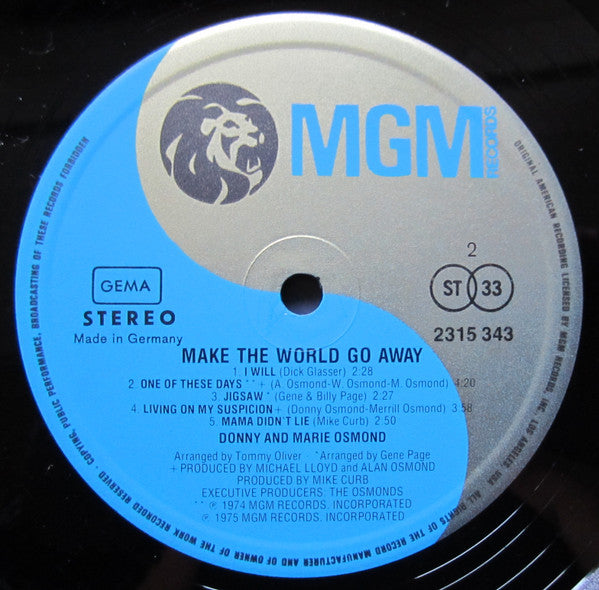 MGM
RECORDS
GEMA
STEREO
Made in Germany
2
ST 33
2315 343
MAKE THE WORLD GO AWAY
1. I WILL (Dick Glasser) 2:28
2. ONE OF THESE DAYS ** + (A. Osmond-W. Osmond-M. Osmond) 4:20
3. JIGSAW * (Gene & Billy Page) 2:27
4. LIVING ON MY SUSPICION + (Donny Osmond-Merrill Osmond) 3:58
5. MAMA DIDN'T LIE (Mike Curb) 2:50
DONNY AND MARIE OSMOND
Arranged by Tommy Oliver - *Arranged by Gene Page
+ PRODUCED BY MICHAEL LLOYD and ALAN OSMOND
PRODUCED BY MIKE CURB
EXECUTIVE PRODUCERS: THE OSMONDS
** ℗ 1974 MGM RECORDS, INCORPORATED
℗ 1975 MGM RECORDS, INCORPORATED
ORIGINAL AMERICAN RECORDING LICENSED BY MGM RECORDS, INC. LOS ANGELES USA
ALL RIGHTS OF THE RECORD MANUFACTURER AND OF OWNER OF THE WORK RECORDED RESERVED · COPYING, PUBLIC PERFORMANCE, BROADCASTING OF THESE RECORDS FORBIDDEN